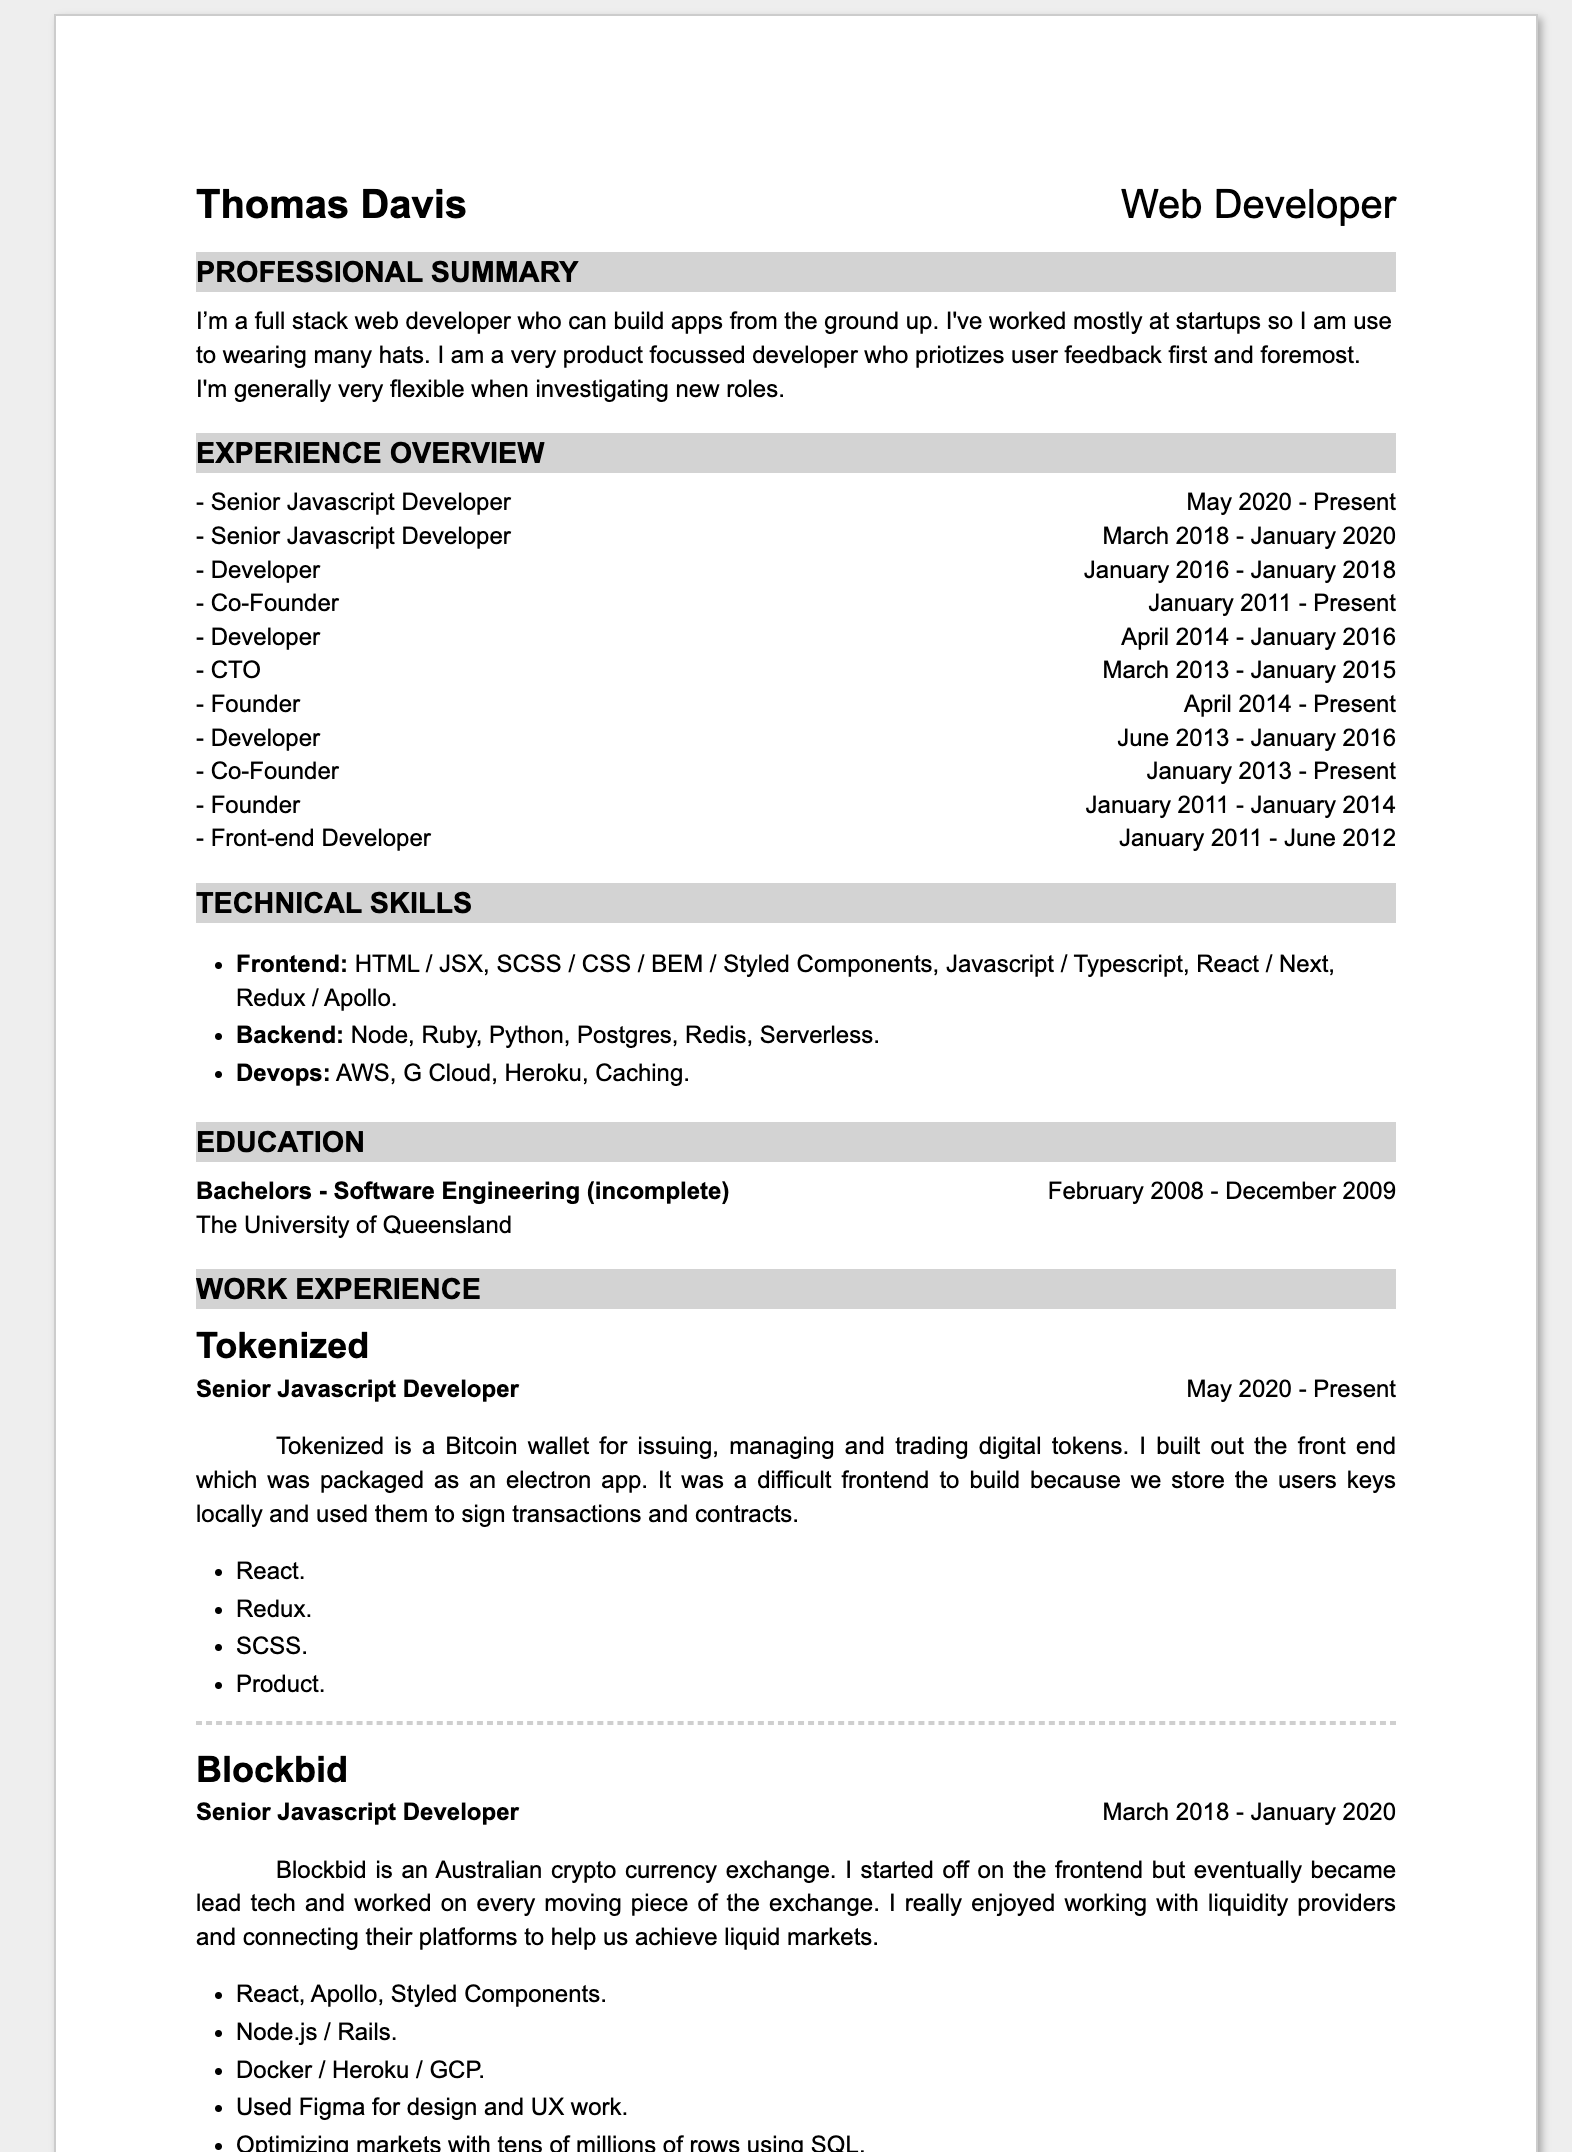 Thomas Davis Web Developer
PROFESSIONAL SUMMARY
I’m a full stack web developer who can build apps from the ground up. I've worked mostly at startups so I am use
to wearing many hats. I am a very product focussed developer who priotizes user feedback first and foremost.
I'm generally very flexible when investigating new roles.
EXPERIENCE OVERVIEW
- Senior Javascript Developer May 2020 - Present
- Senior Javascript Developer March 2018 - January 2020
- Developer January 2016 - January 2018
- Co-Founder January 2011 - Present
- Developer April 2014 - January 2016
- CTO March 2013 - January 2015
- Founder April 2014 - Present
- Developer June 2013 - January 2016
- Co-Founder January 2013 - Present
- Founder January 2011 - January 2014
- Front-end Developer January 2011 - June 2012
TECHNICAL SKILLS
• Frontend: HTML / JSX, SCSS / CSS / BEM / Styled Components, Javascript / Typescript, React / Next,
Redux / Apollo.
• Backend: Node, Ruby, Python, Postgres, Redis, Serverless.
• Devops: AWS, G Cloud, Heroku, Caching.
EDUCATION
Bachelors - Software Engineering (incomplete) February 2008 - December 2009
The University of Queensland
WORK EXPERIENCE
Tokenized
Senior Javascript Developer May 2020 - Present
Tokenized is a Bitcoin wallet for issuing, managing and trading digital tokens. I built out the front end
which was packaged as an electron app. It was a difficult frontend to build because we store the users keys
locally and used them to sign transactions and contracts.
• React.
• Redux.
• SCSS.
• Product.
Blockbid
Senior Javascript Developer March 2018 - January 2020
Blockbid is an Australian crypto currency exchange. I started off on the frontend but eventually became
lead tech and worked on every moving piece of the exchange. I really enjoyed working with liquidity providers
and connecting their platforms to help us achieve liquid markets.
• React, Apollo, Styled Components.
• Node.js / Rails.
• Docker / Heroku / GCP.
• Used Figma for design and UX work.
• Optimizing markets with tens of millions of rows using SQL.